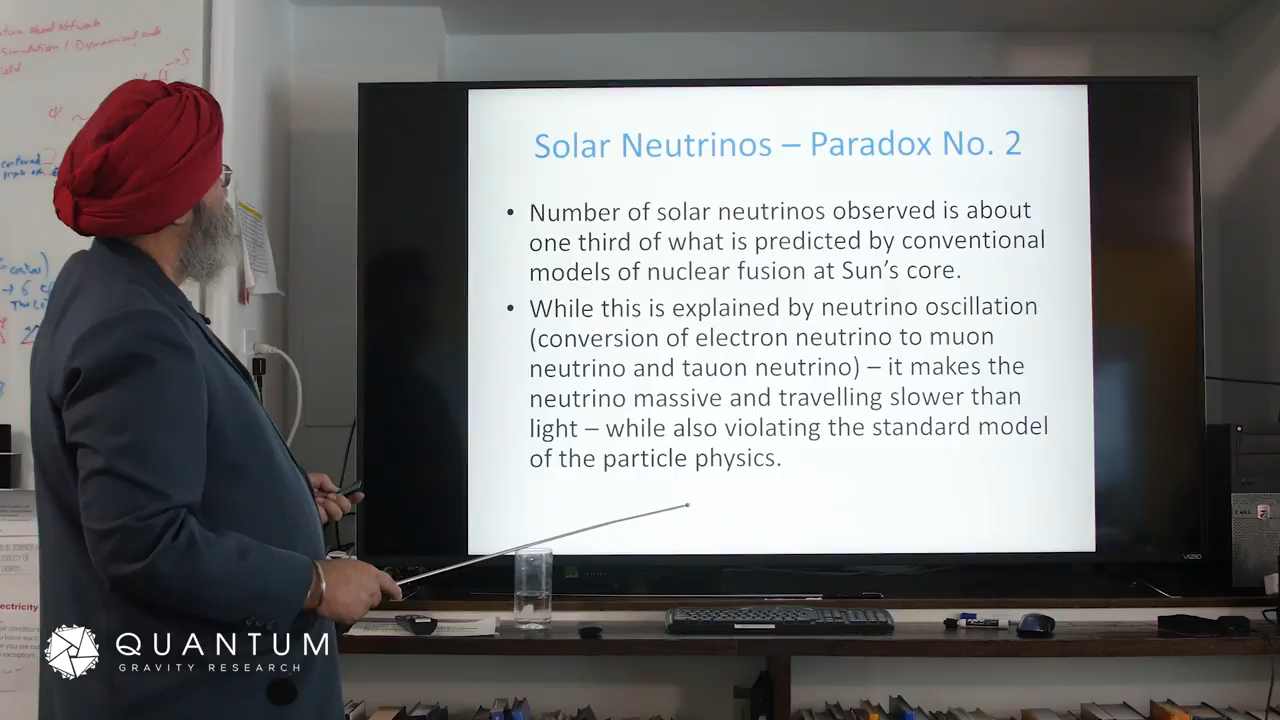 Solar Neutrinos – Paradox No. 2
• Number of solar neutrinos observed is about
one third of what is predicted by conventional
models of nuclear fusion at Sun's core.
• While this is explained by neutrino oscillation
(conversion of electron neutrino to muon
neutrino and tauon neutrino) – it makes the
neutrino massive and travelling slower than
light – while also violating the standard model
of the particle physics.
VIZIO
DELL
ectricity
QUANTUM
GRAVITY RESEARCH